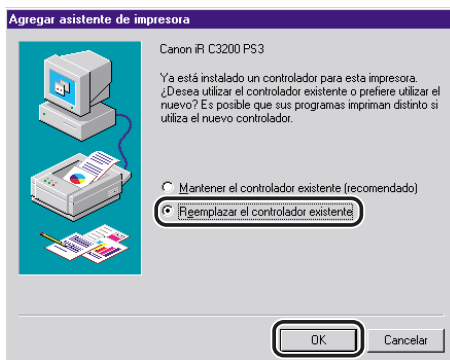 Agregar asistente de impresora
Canon iR C3200 PS3
Ya está instalado un controlador para esta impresora.
¿Desea utilizar el controlador existente o prefiere utilizar el
nuevo? Es posible que sus programas impriman distinto si
utiliza el nuevo controlador.
Mantener el controlador existente (recomendado)
Reemplazar el controlador existente
OK
Cancelar